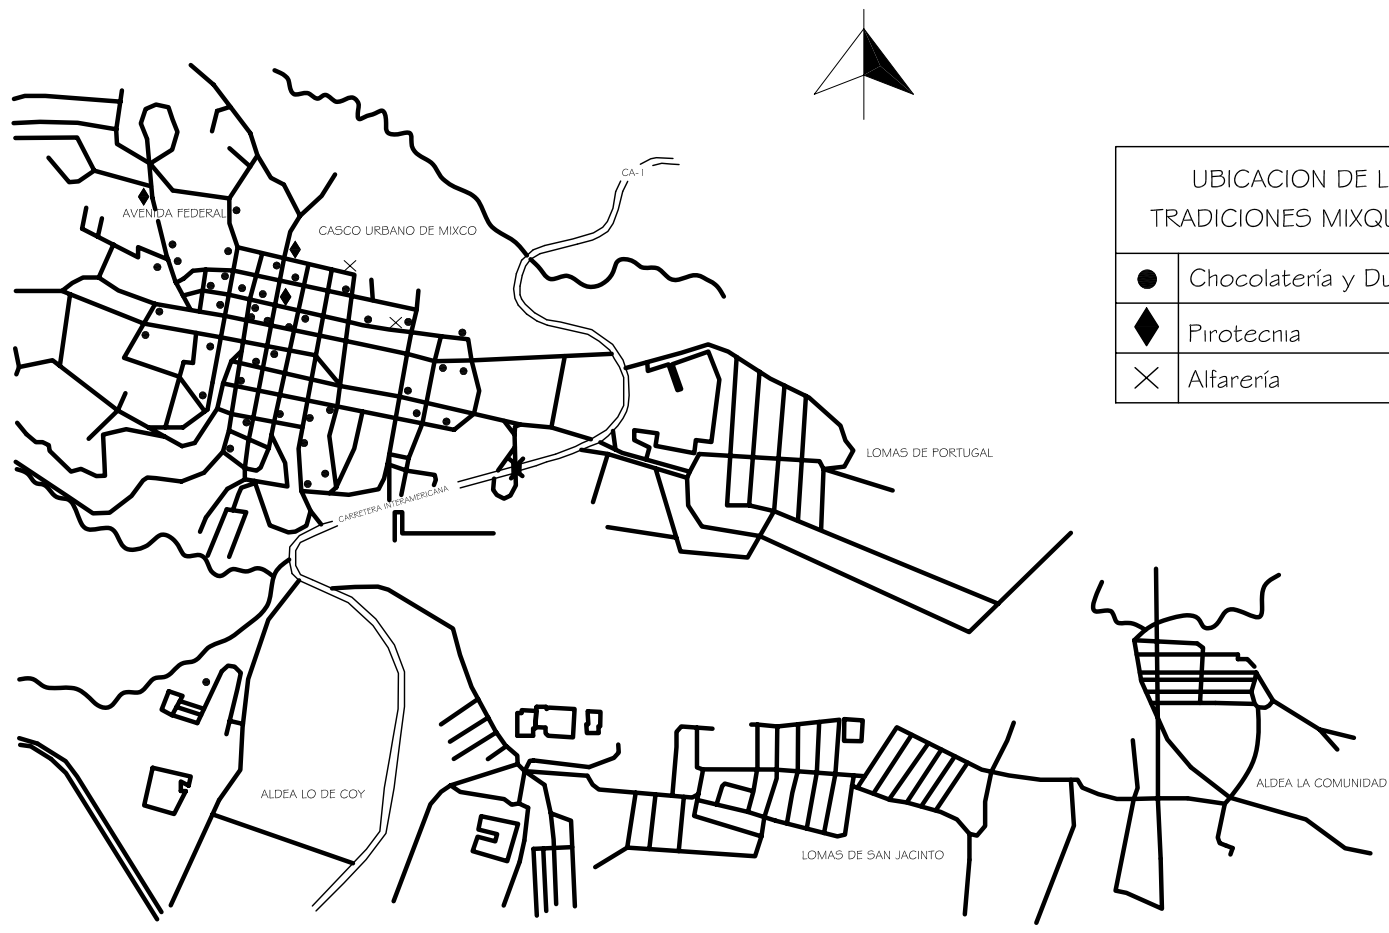 CA-1
UBICACION DE L
TRADICIONES MIXQU
AVENIDA FEDERAL
CASCO URBANO DE MIXCO
Chocolatería y Du
Pirotecnia
Alfarería
LOMAS DE PORTUGAL
CARRETERA INTERAMERICANA
ALDEA LO DE COY
ALDEA LA COMUNIDAD
LOMAS DE SAN JACINTO